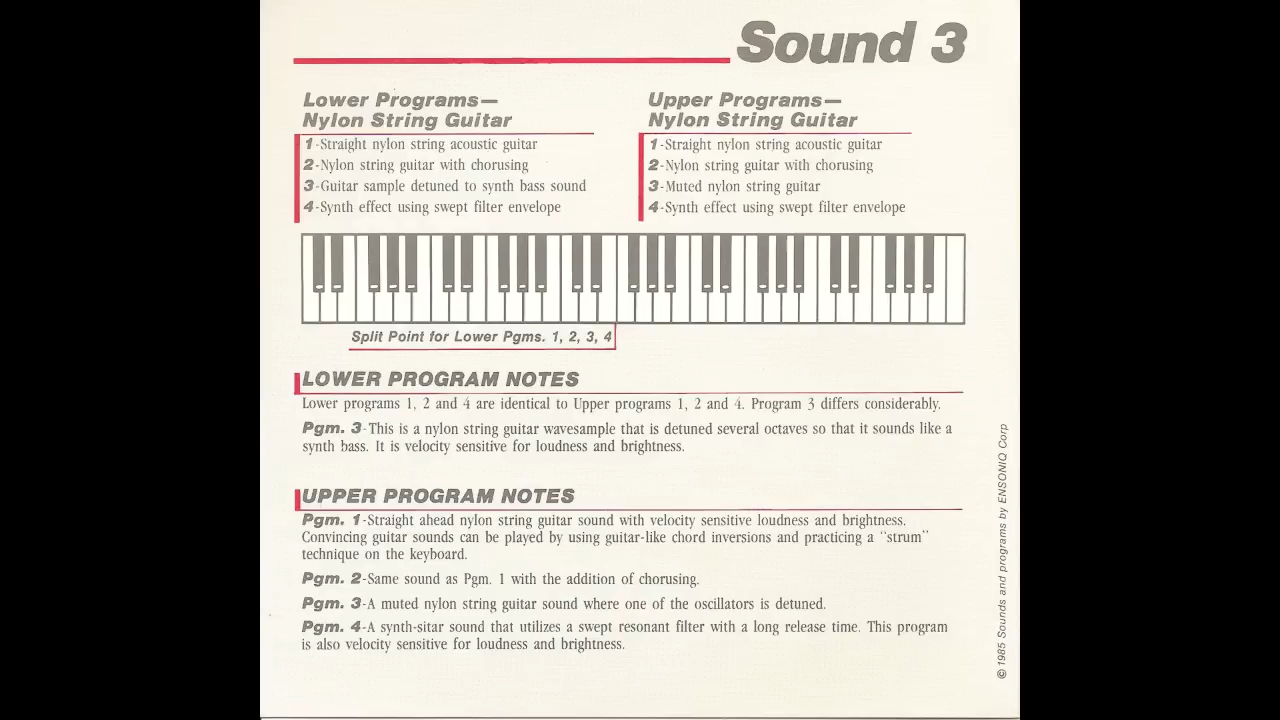 Sound 3
Lower Programs—
Nylon String Guitar
1-Straight nylon string acoustic guitar
2-Nylon string guitar with chorusing
3-Guitar sample detuned to synth bass sound
4-Synth effect using swept filter envelope
Upper Programs—
Nylon String Guitar
1-Straight nylon string acoustic guitar
2-Nylon string guitar with chorusing
3-Muted nylon string guitar
4-Synth effect using swept filter envelope
Split Point for Lower Pgms. 1, 2, 3, 4
LOWER PROGRAM NOTES
Lower programs 1, 2 and 4 are identical to Upper programs 1, 2 and 4. Program 3 differs considerably.
Pgm. 3-This is a nylon string guitar wavesample that is detuned several octaves so that it sounds like a
synth bass. It is velocity sensitive for loudness and brightness.
UPPER PROGRAM NOTES
Pgm. 1-Straight ahead nylon string guitar sound with velocity sensitive loudness and brightness.
Convincing guitar sounds can be played by using guitar-like chord inversions and practicing a "strum"
technique on the keyboard.
Pgm. 2-Same sound as Pgm. 1 with the addition of chorusing.
Pgm. 3-A muted nylon string guitar sound where one of the oscillators is detuned.
Pgm. 4-A synth-sitar sound that utilizes a swept resonant filter with a long release time. This program
is also velocity sensitive for loudness and brightness.
© 1985 Sounds and programs by ENSONIQ Corp